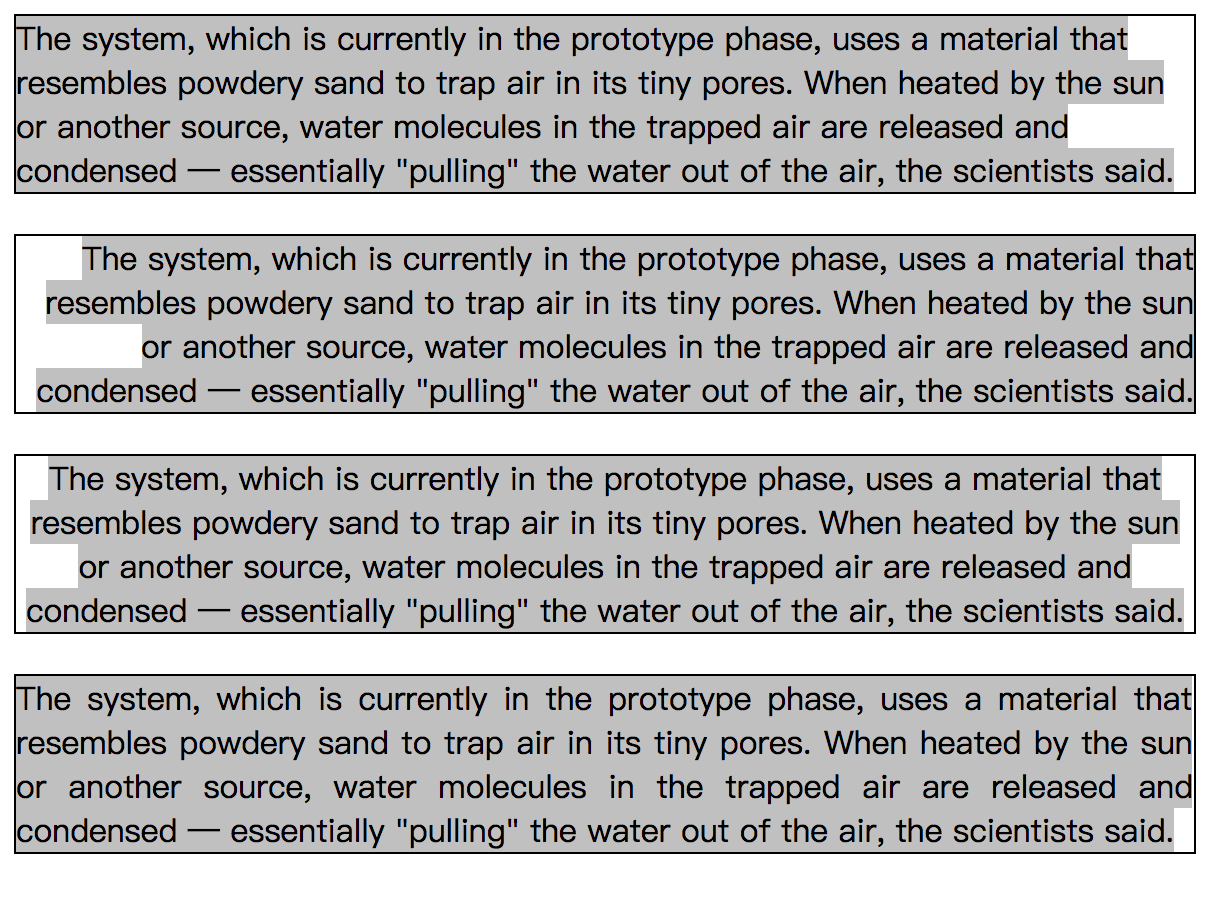 The system, which is currently in the prototype phase, uses a material that
resembles powdery sand to trap air in its tiny pores. When heated by the sun
or another source, water molecules in the trapped air are released and
condensed — essentially "pulling" the water out of the air, the scientists said.
The system, which is currently in the prototype phase, uses a material that
resembles powdery sand to trap air in its tiny pores. When heated by the sun
or another source, water molecules in the trapped air are released and
condensed — essentially "pulling" the water out of the air, the scientists said.
The system, which is currently in the prototype phase, uses a material that
resembles powdery sand to trap air in its tiny pores. When heated by the sun
or another source, water molecules in the trapped air are released and
condensed — essentially "pulling" the water out of the air, the scientists said.
The system, which is currently in the prototype phase, uses a material that
resembles powdery sand to trap air in its tiny pores. When heated by the sun
or another source, water molecules in the trapped air are released and
condensed — essentially "pulling" the water out of the air, the scientists said.